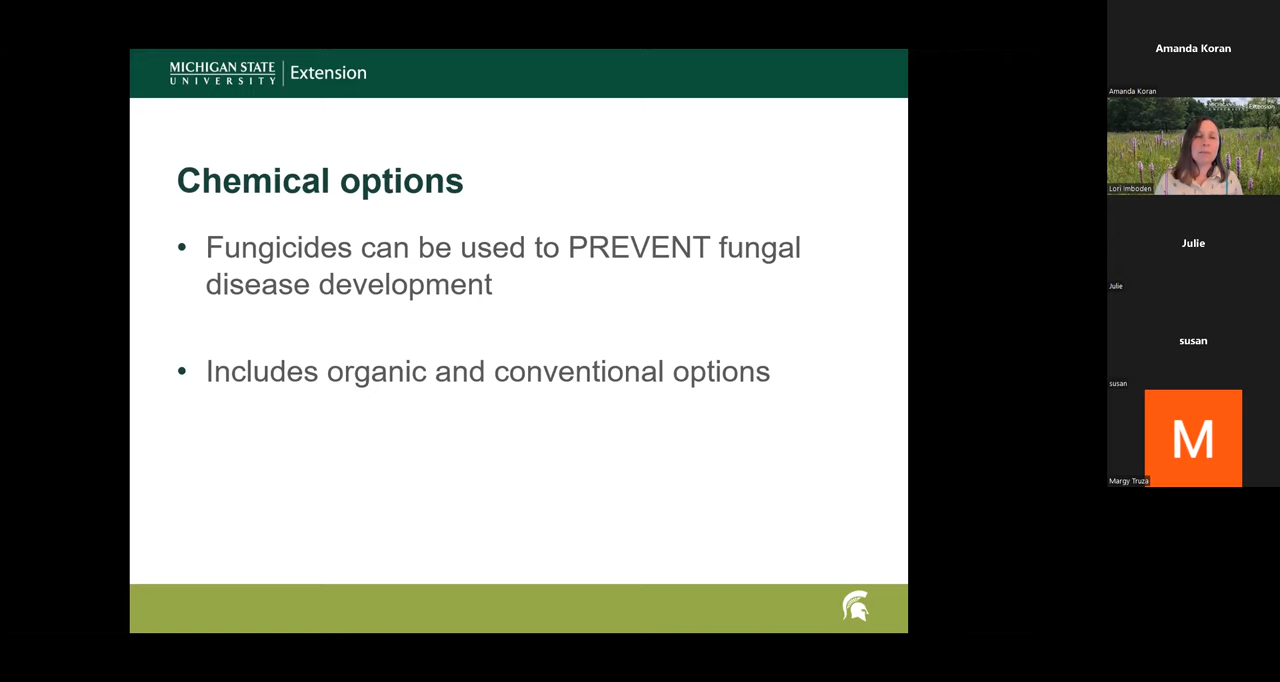 MICHIGAN STATE
UNIVERSITY
Extension
Chemical options
• Fungicides can be used to PREVENT fungal
disease development
• Includes organic and conventional options
Amanda Koran
Amanda Koran
Extension
Lori Imboden
Julie
Julie
susan
susan
M
Margy Truza